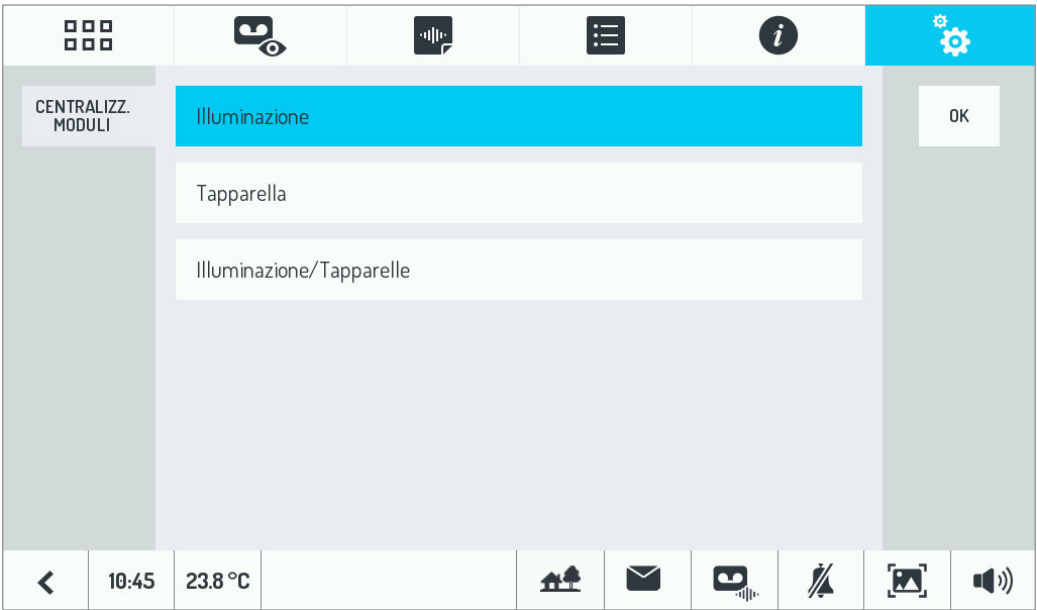 CENTRALIZZ.
MODULI
Illuminazione
OK
Tapparella
Illuminazione/Tapparelle
10:45
23.8 °C